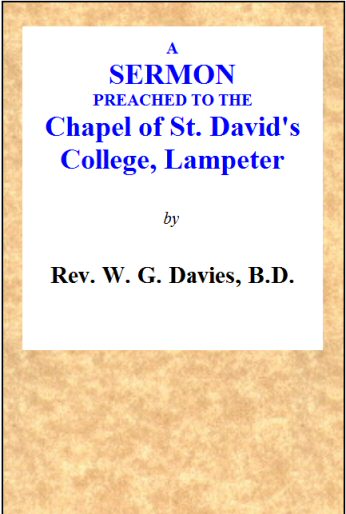 A
SERMON
PREACHED TO THE
Chapel of St. David's
College, Lampeter
by
Rev. W. G. Davies, B.D.